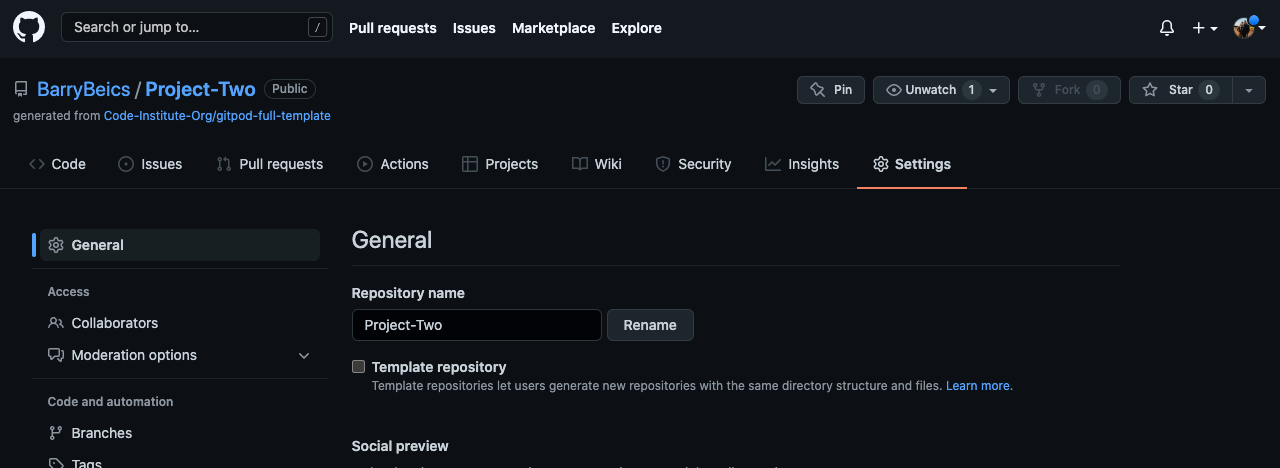 Search or jump to... /
Pull requests Issues Marketplace Explore
BarryBeics / Project-Two Public
Pin Unwatch 1 Fork 0 Star 0
generated from Code-Institute-Org/gitpod-full-template
Code Issues Pull requests Actions Projects Wiki Security Insights Settings
General
Access
Collaborators
Moderation options
Code and automation
Branches
Tags
General
Repository name
Project-Two Rename
Template repository
Template repositories let users generate new repositories with the same directory structure and files. Learn more.
Social preview